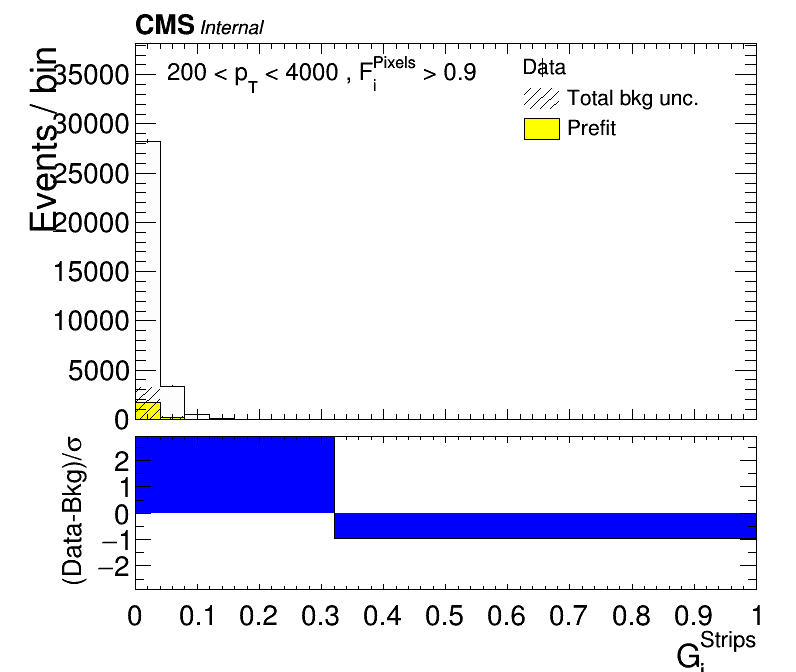 CMS Internal
200 < p_T < 4000 , F_i^Pixels > 0.9
Data
Total bkg unc.
Prefit
Events / bin
35000
30000
25000
20000
15000
10000
5000
0
(Data-Bkg)/σ
2
1
0
−1
−2
0 0.1 0.2 0.3 0.4 0.5 0.6 0.7 0.8 0.9 1
G_i^Strips